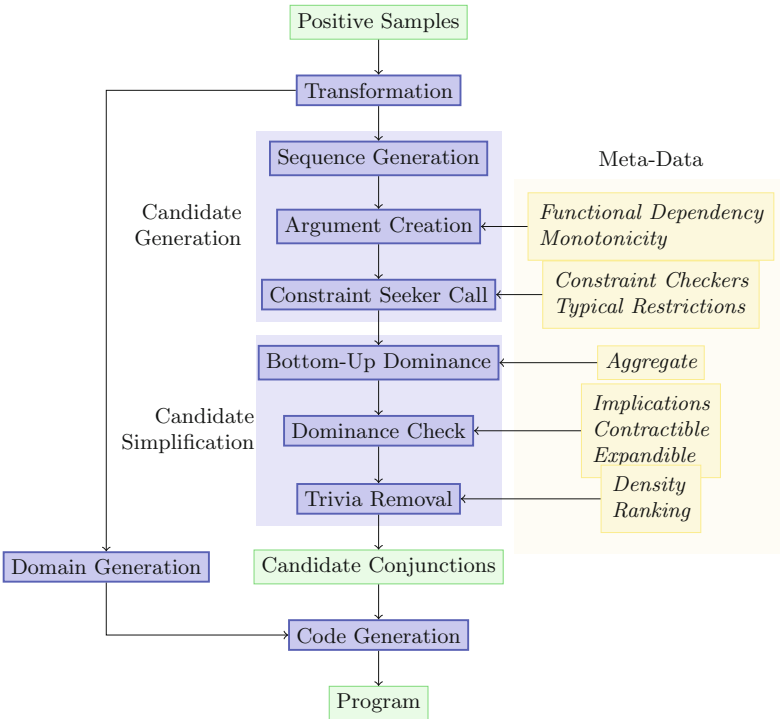 Positive Samples
Transformation
Sequence Generation
Meta-Data
Candidate
Generation
Argument Creation
Functional Dependency
Monotonicity
Constraint Seeker Call
Constraint Checkers
Typical Restrictions
Bottom-Up Dominance
Aggregate
Candidate
Simplification
Dominance Check
Implications
Contractible
Expandible
Trivia Removal
Density
Ranking
Domain Generation
Candidate Conjunctions
Code Generation
Program